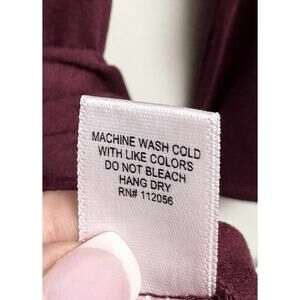 MACHINE WASH COLD
WITH LIKE COLORS
DO NOT BLEACH
HANG DRY
RN# 112056